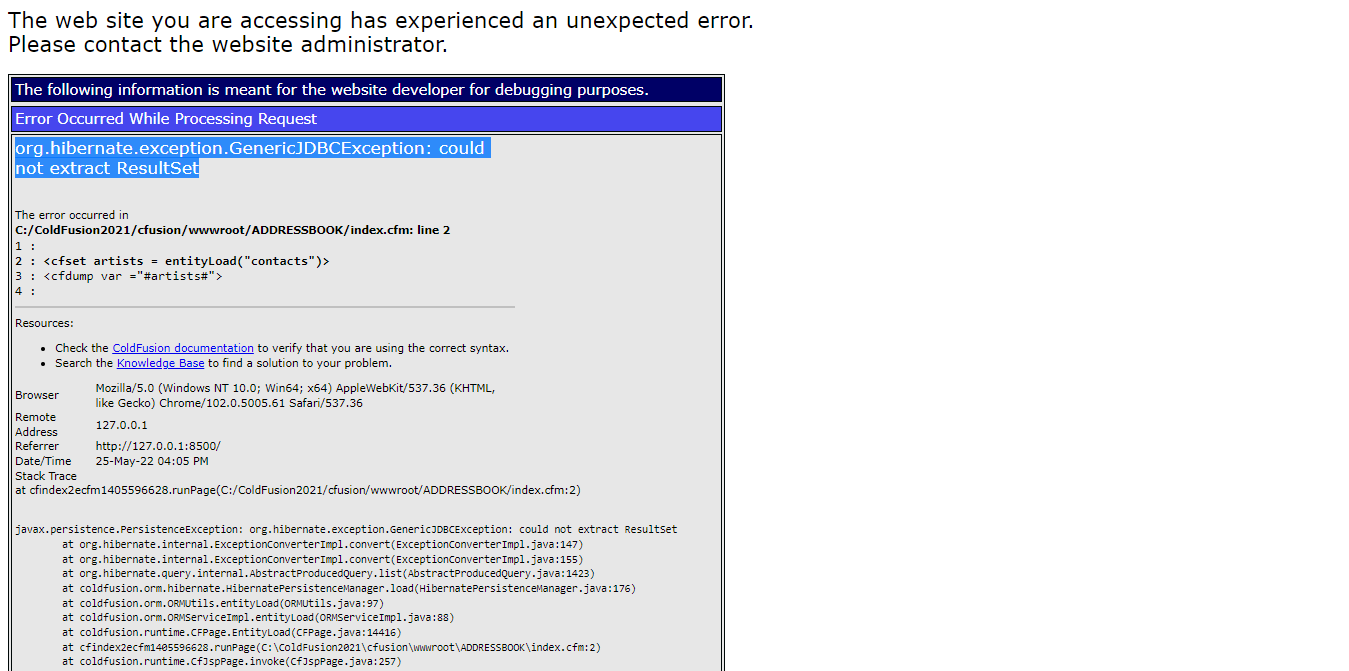 The web site you are accessing has experienced an unexpected error.
Please contact the website administrator.
The following information is meant for the website developer for debugging purposes.
Error Occurred While Processing Request
org.hibernate.exception.GenericJDBCException: could
not extract ResultSet
The error occurred in
C:/ColdFusion2021/cfusion/wwwroot/ADDRESSBOOK/index.cfm: line 2
1 :
2 : <cfset artists = entityLoad("contacts")>
3 : <cfdump var ="#artists#">
4 :
Resources:
• Check the ColdFusion documentation to verify that you are using the correct syntax.
• Search the Knowledge Base to find a solution to your problem.
Browser Mozilla/5.0 (Windows NT 10.0; Win64; x64) AppleWebKit/537.36 (KHTML,
like Gecko) Chrome/102.0.5005.61 Safari/537.36
Remote
Address 127.0.0.1
Referrer http://127.0.0.1:8500/
Date/Time 25-May-22 04:05 PM
Stack Trace
at cfindex2ecfm1405596628.runPage(C:/ColdFusion2021/cfusion/wwwroot/ADDRESSBOOK/index.cfm:2)
javax.persistence.PersistenceException: org.hibernate.exception.GenericJDBCException: could not extract ResultSet
at org.hibernate.internal.ExceptionConverterImpl.convert(ExceptionConverterImpl.java:147)
at org.hibernate.internal.ExceptionConverterImpl.convert(ExceptionConverterImpl.java:155)
at org.hibernate.query.internal.AbstractProducedQuery.list(AbstractProducedQuery.java:1423)
at coldfusion.orm.hibernate.HibernatePersistenceManager.load(HibernatePersistenceManager.java:176)
at coldfusion.orm.ORMUtils.entityLoad(ORMUtils.java:97)
at coldfusion.orm.ORMServiceImpl.entityLoad(ORMServiceImpl.java:88)
at coldfusion.runtime.CFPage.EntityLoad(CFPage.java:14416)
at cfindex2ecfm1405596628.runPage(C:\ColdFusion2021\cfusion\wwwroot\ADDRESSBOOK\index.cfm:2)
at coldfusion.runtime.CfJspPage.invoke(CfJspPage.java:257)